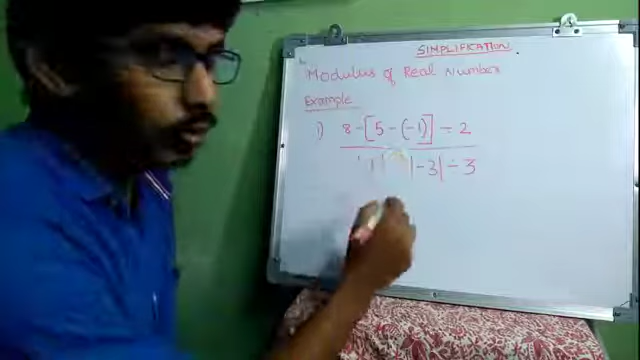 SIMPLIFICATION
Modulus of Real Number
Example
1) 8 - [5 - (-1)] - 2
|-3| ÷ 3